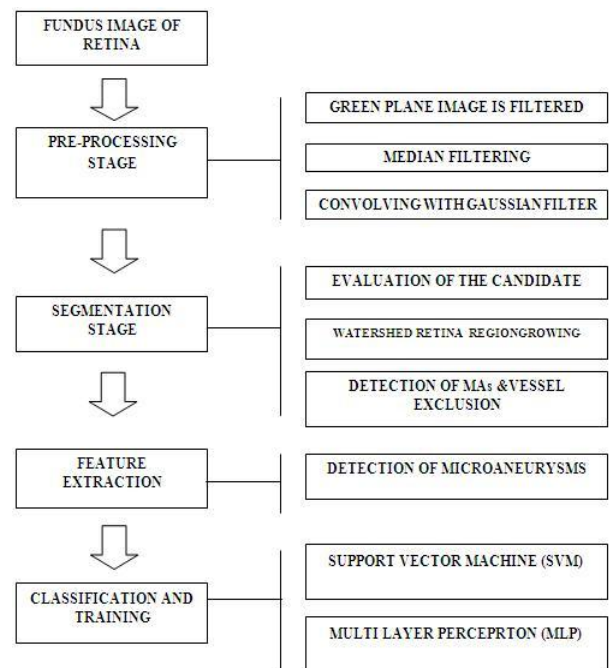 FUNDUS IMAGE OF
RETINA
PRE-PROCESSING
STAGE
GREEN PLANE IMAGE IS FILTERED
MEDIAN FILTERING
CONVOLVING WITH GAUSSIAN FILTER
SEGMENTATION
STAGE
EVALUATION OF THE CANDIDATE
WATERSHED RETINA REGIONGROWING
DETECTION OF MAs &VESSEL
EXCLUSION
FEATURE
EXTRACTION
DETECTION OF MICROANEURYSMS
CLASSIFICATION AND
TRAINING
SUPPORT VECTOR MACHINE (SVM)
MULTI LAYER PERCEPRTON (MLP)